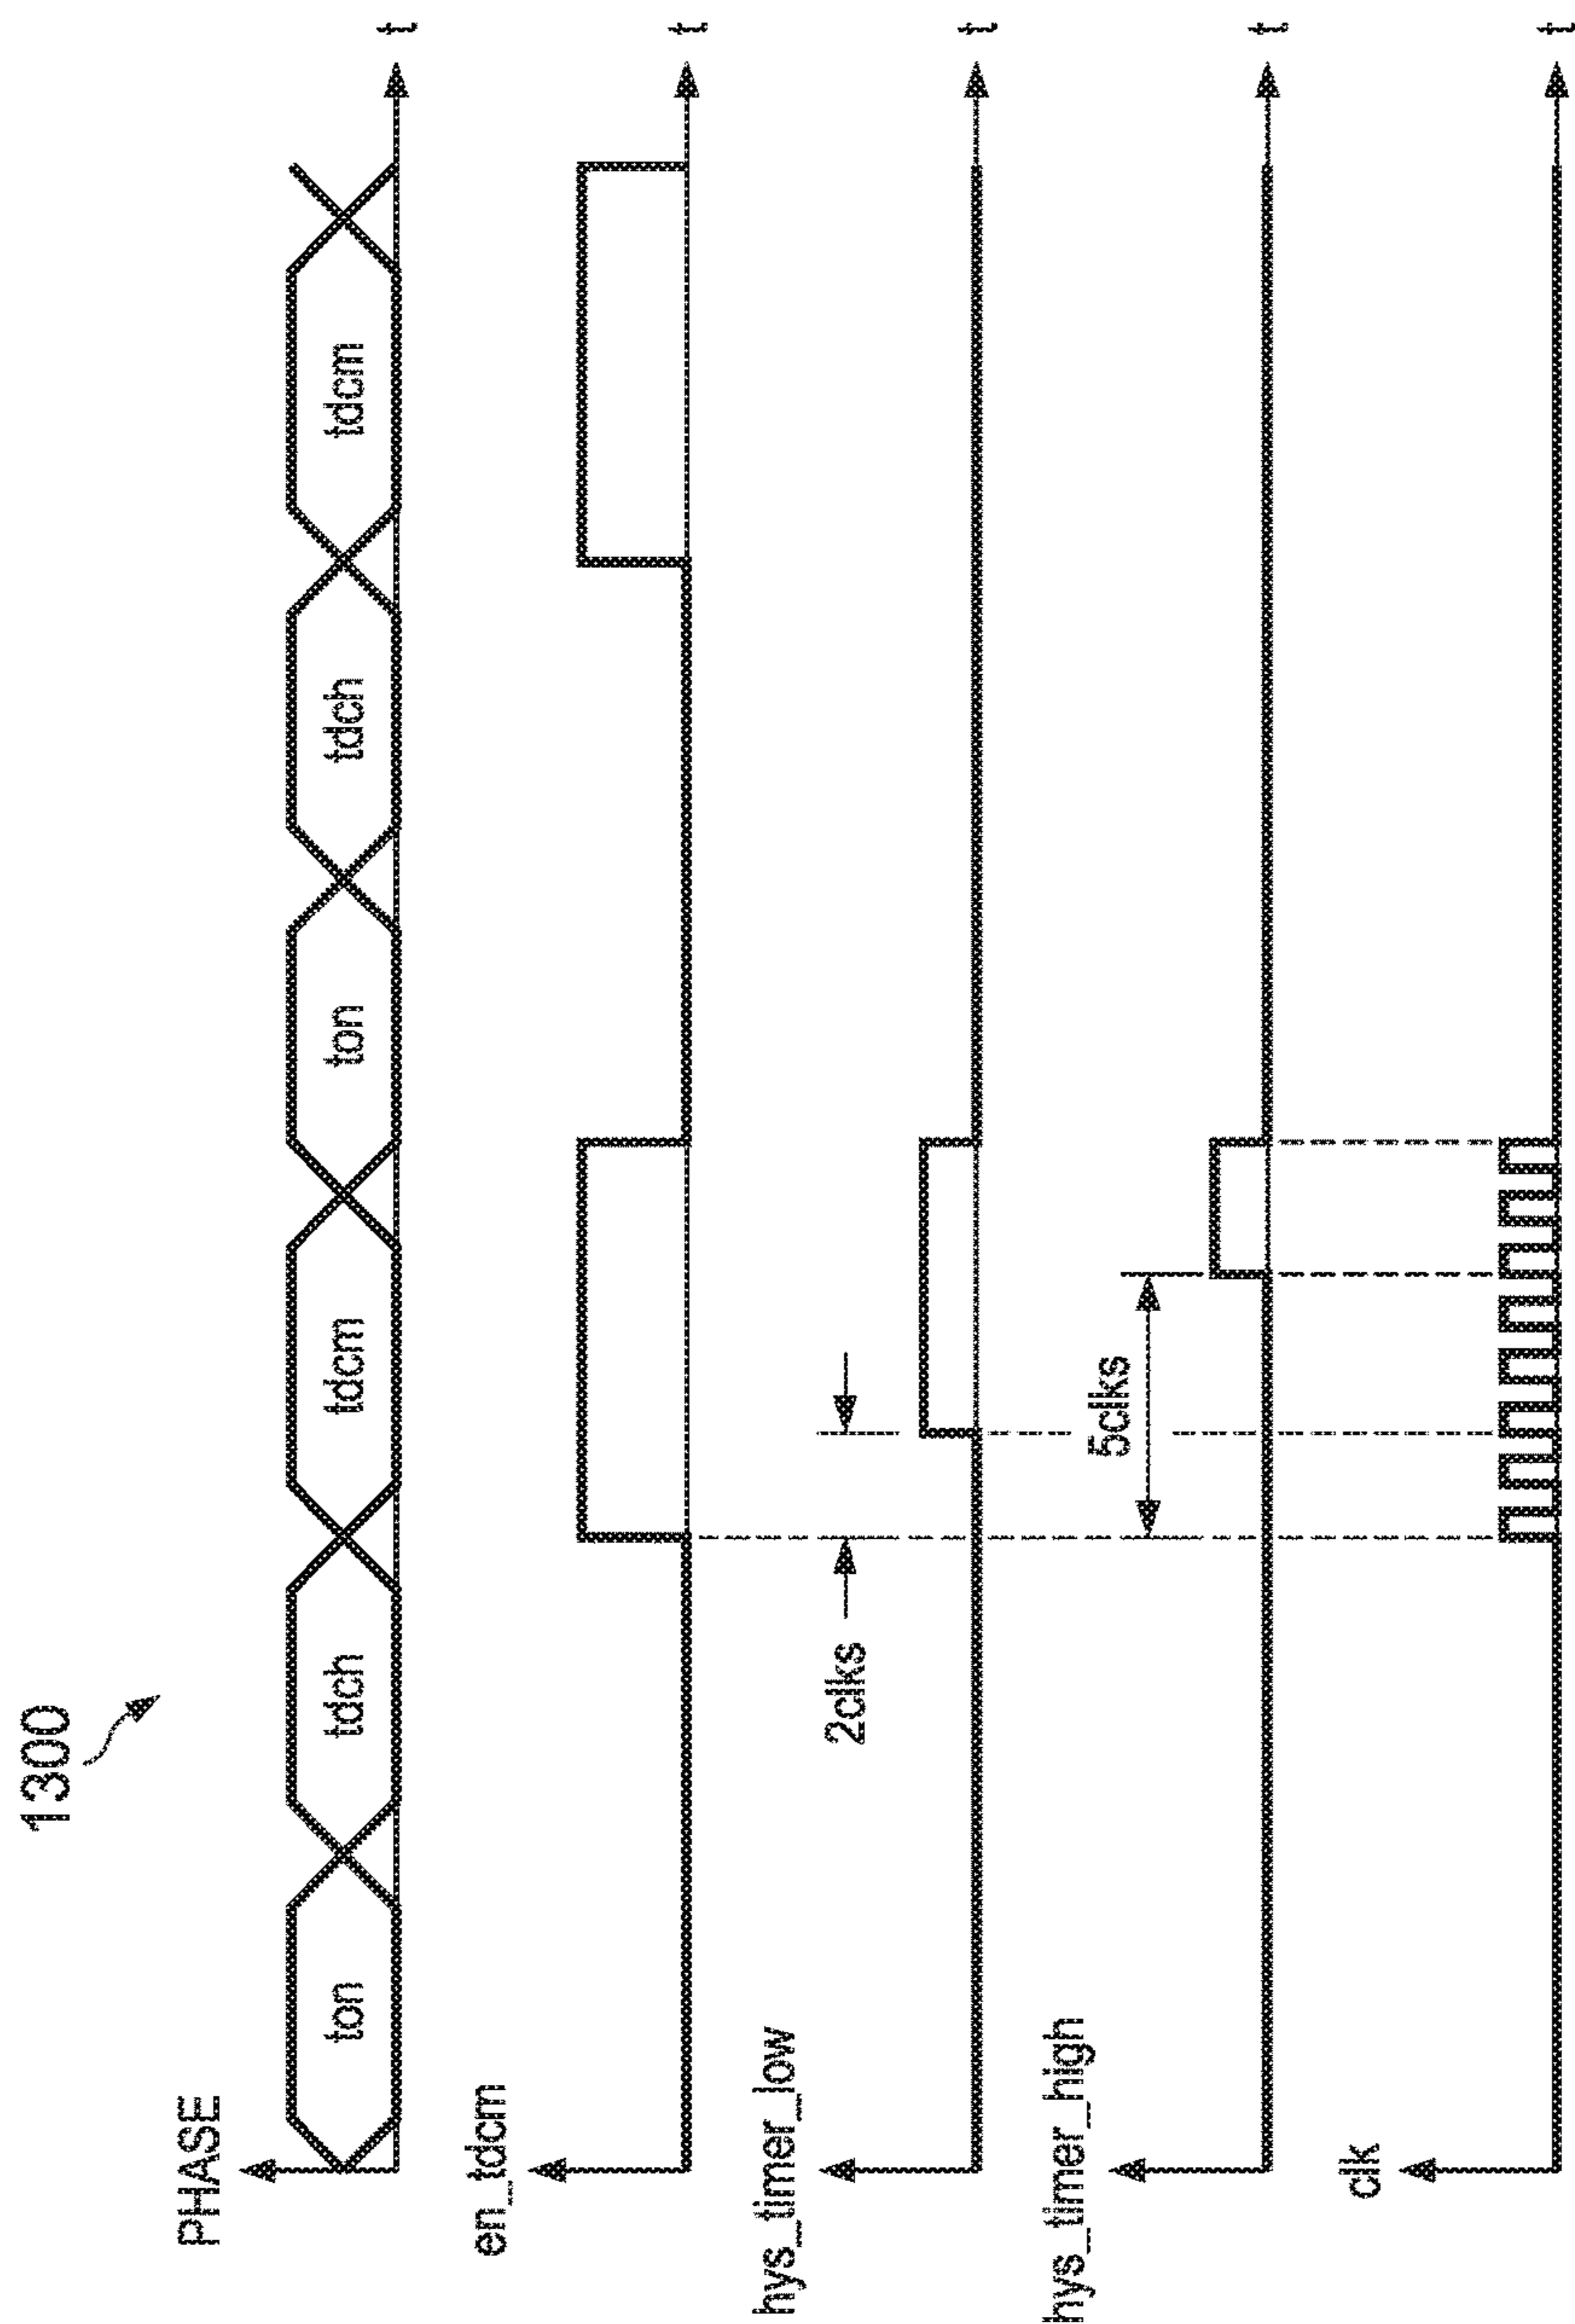 1300
PHASE
ton
tdch
tdcm
ton
tdch
tdcm
t
en_tdcm
t
2clks
hys_timer_low
t
5clks
hys_timer_high
t
clk
t